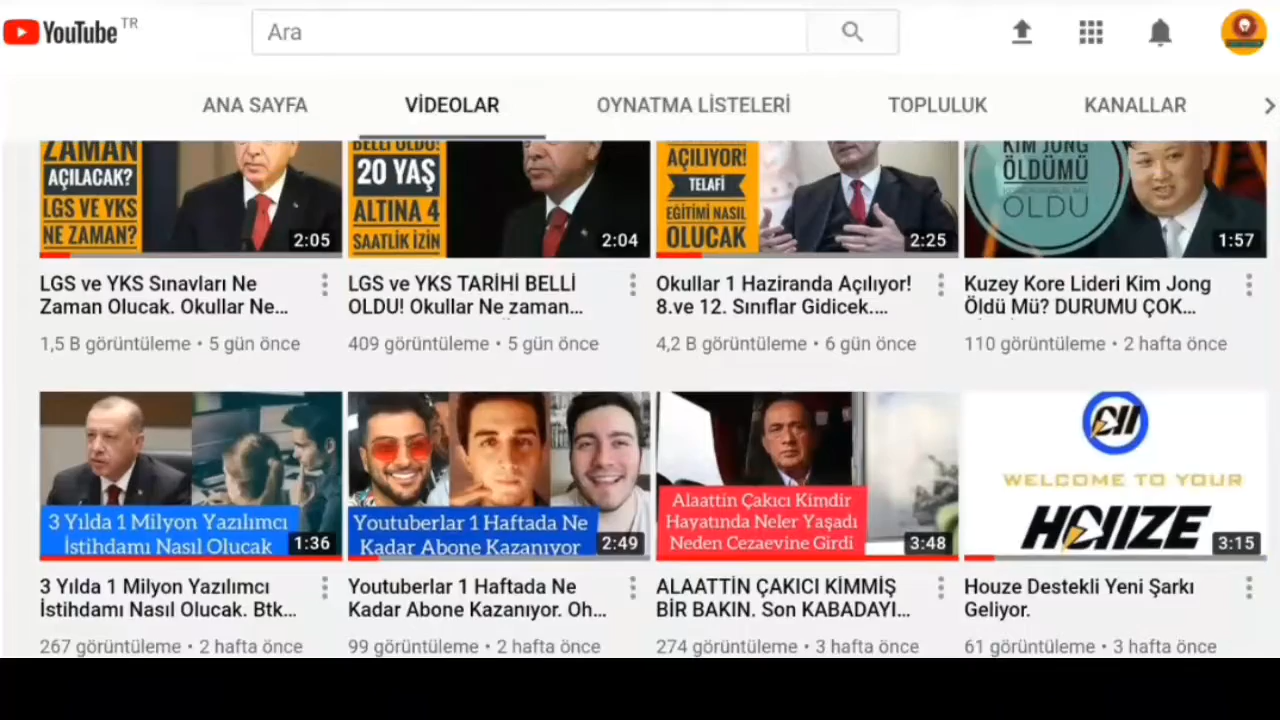 YouTube TR
Ara
ANA SAYFA
VİDEOLAR
OYNATMA LİSTELERİ
TOPLULUK
KANALLAR
ZAMAN
AÇILACAK?
LGS VE YKS
NE ZAMAN?
2:05
BELLİ OLDU!
20 YAŞ
ALTINA 4
SAATLİK İZİN
2:04
AÇILIYOR!
TELAFİ
EĞİTİMİ NASIL
OLUCAK
2:25
KIM JONG
ÖLDÜMÜ
OLDU
1:57
LGS ve YKS Sınavları Ne
Zaman Olucak. Okullar Ne...
1,5 B görüntüleme • 5 gün önce
LGS ve YKS TARİHİ BELLİ
OLDU! Okullar Ne zaman...
409 görüntüleme • 5 gün önce
Okullar 1 Haziranda Açılıyor!
8.ve 12. Sınıflar Gidicek....
4,2 B görüntüleme • 6 gün önce
Kuzey Kore Lideri Kim Jong
Öldü Mü? DURUMU ÇOK...
110 görüntüleme • 2 hafta önce
3 Yılda 1 Milyon Yazılımcı
İstihdamı Nasıl Olucak
1:36
Youtuberlar 1 Haftada Ne
Kadar Abone Kazanıyor
2:49
Alaattin Çakıcı Kimdir
Hayatında Neler Yaşadı
Neden Cezaevine Girdi
3:48
WELCOME TO YOUR
HOUZE
3:15
3 Yılda 1 Milyon Yazılımcı
İstihdamı Nasıl Olucak. Btk...
267 görüntüleme • 2 hafta önce
Youtuberlar 1 Haftada Ne
Kadar Abone Kazanıyor. Oh...
99 görüntüleme • 2 hafta önce
ALAATTİN ÇAKICI KİMMİŞ
BİR BAKIN. Son KABADAYI...
274 görüntüleme • 3 hafta önce
Houze Destekli Yeni Şarkı
Geliyor.
61 görüntüleme • 3 hafta önce